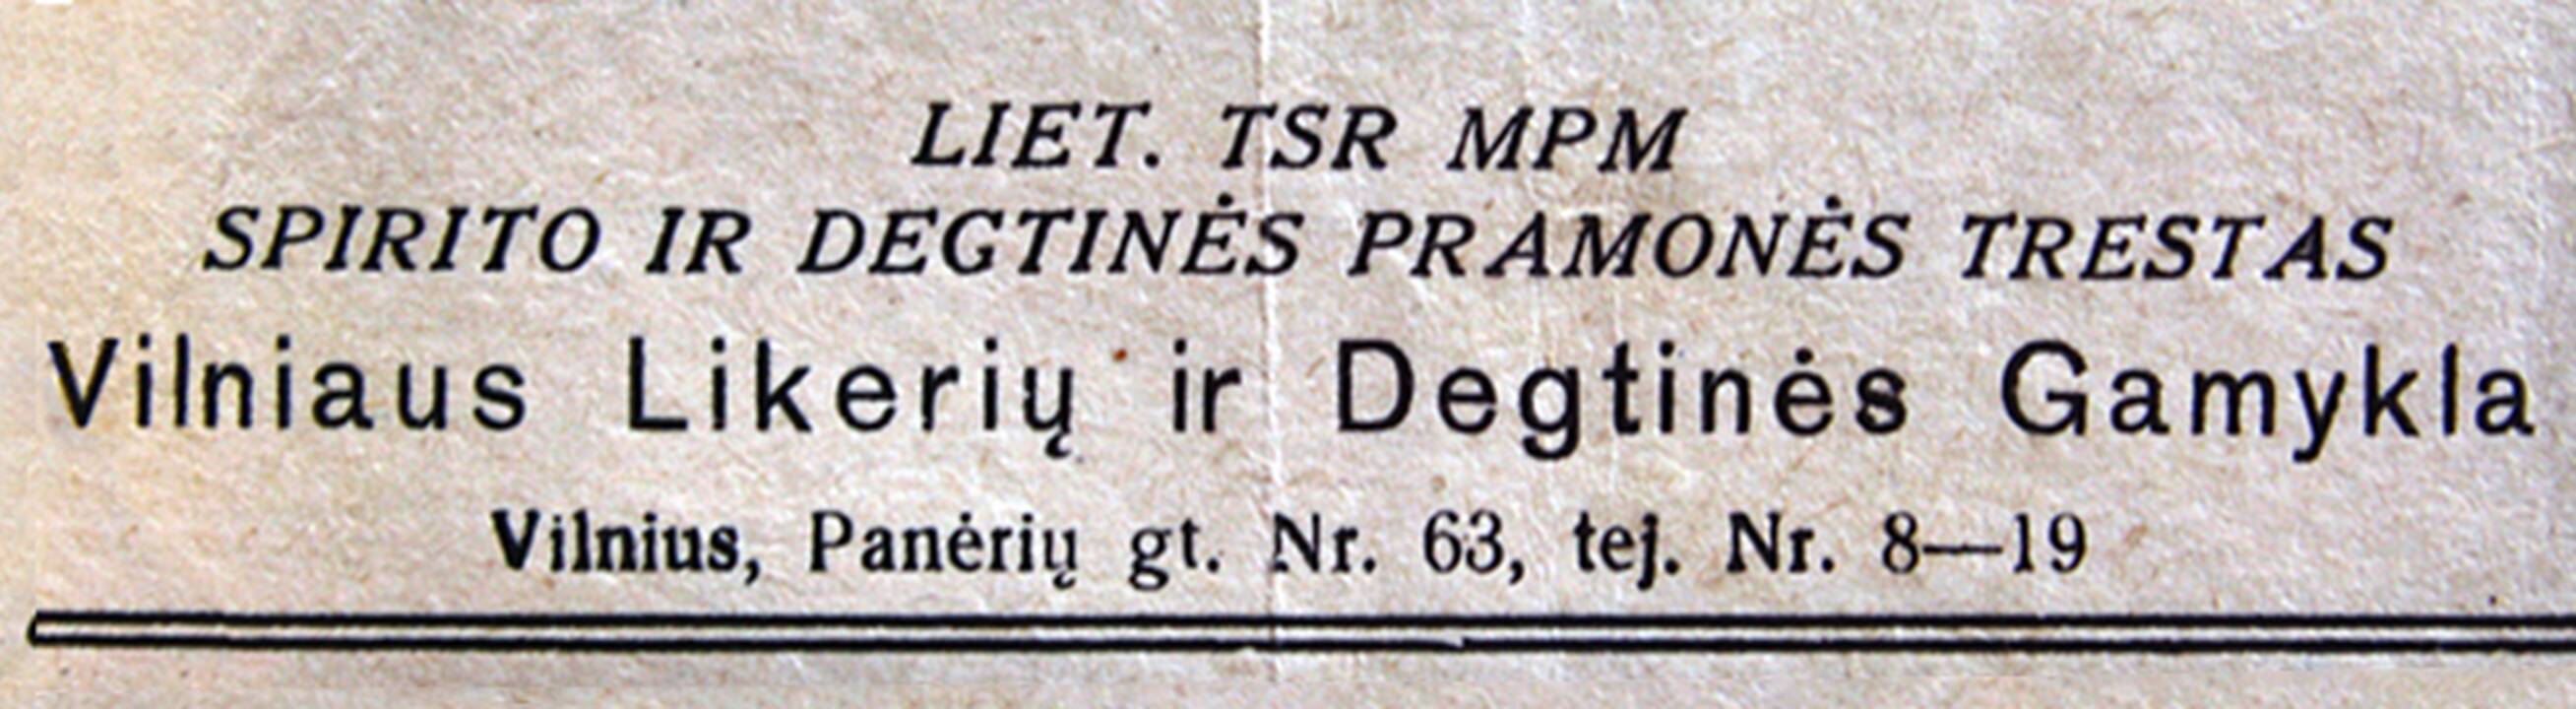 LIET. TSR MPM
SPIRITO IR DEGTINĖS PRAMONĖS TRESTAS
Vilniaus Likerių ir Degtinės Gamykla
Vilnius, Panėrių gt. Nr. 63, tej. Nr. 8—19